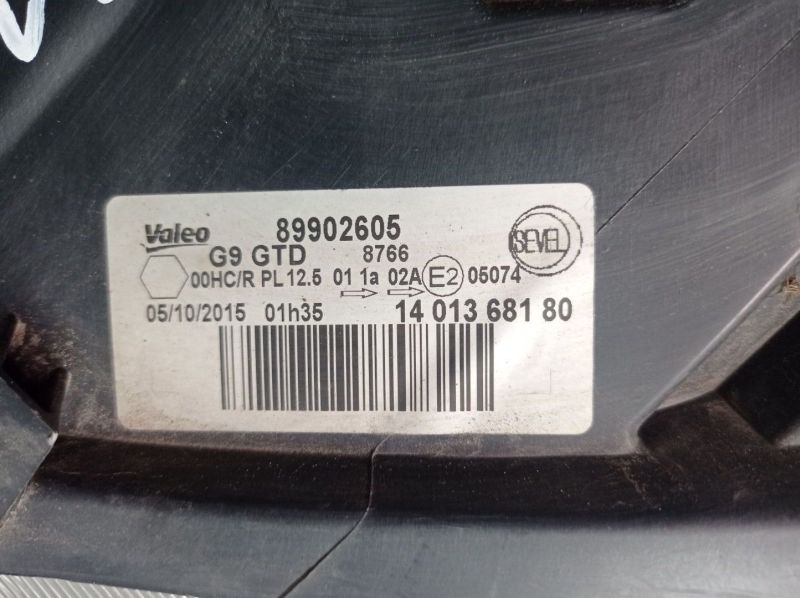 Valeo 89902605
SEVEL
G9 GTD 8766
00HC/R PL 12.5 01 1a 02A E2 05074
05/10/2015 01h35 14 013 681 80